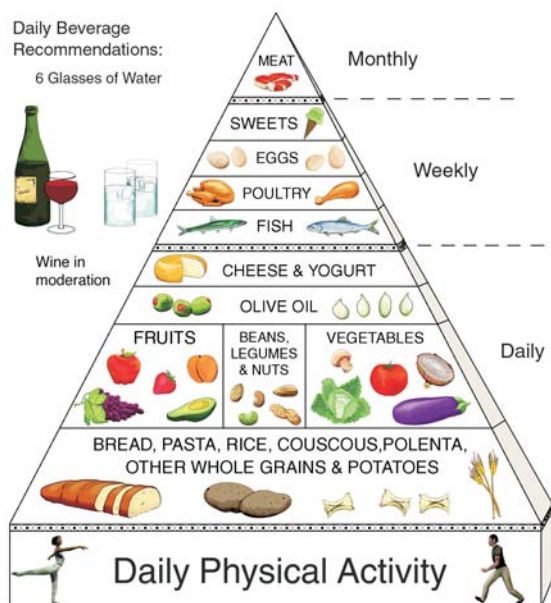 Daily Beverage
Recommendations:
6 Glasses of Water
Wine in
moderation
MEAT
Monthly
SWEETS
EGGS
POULTRY
FISH
Weekly
CHEESE & YOGURT
OLIVE OIL
FRUITS
BEANS,
LEGUMES
& NUTS
VEGETABLES
Daily
BREAD, PASTA, RICE, COUSCOUS,POLENTA,
OTHER WHOLE GRAINS & POTATOES
Daily Physical Activity